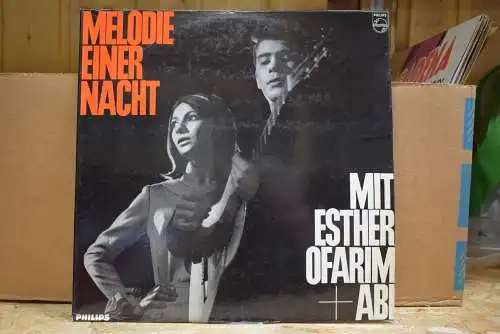 MELODIE
EINER
NACHT
PHILIPS
MIT
ESTHER
OFARIM
+ ABI
PHILIPS